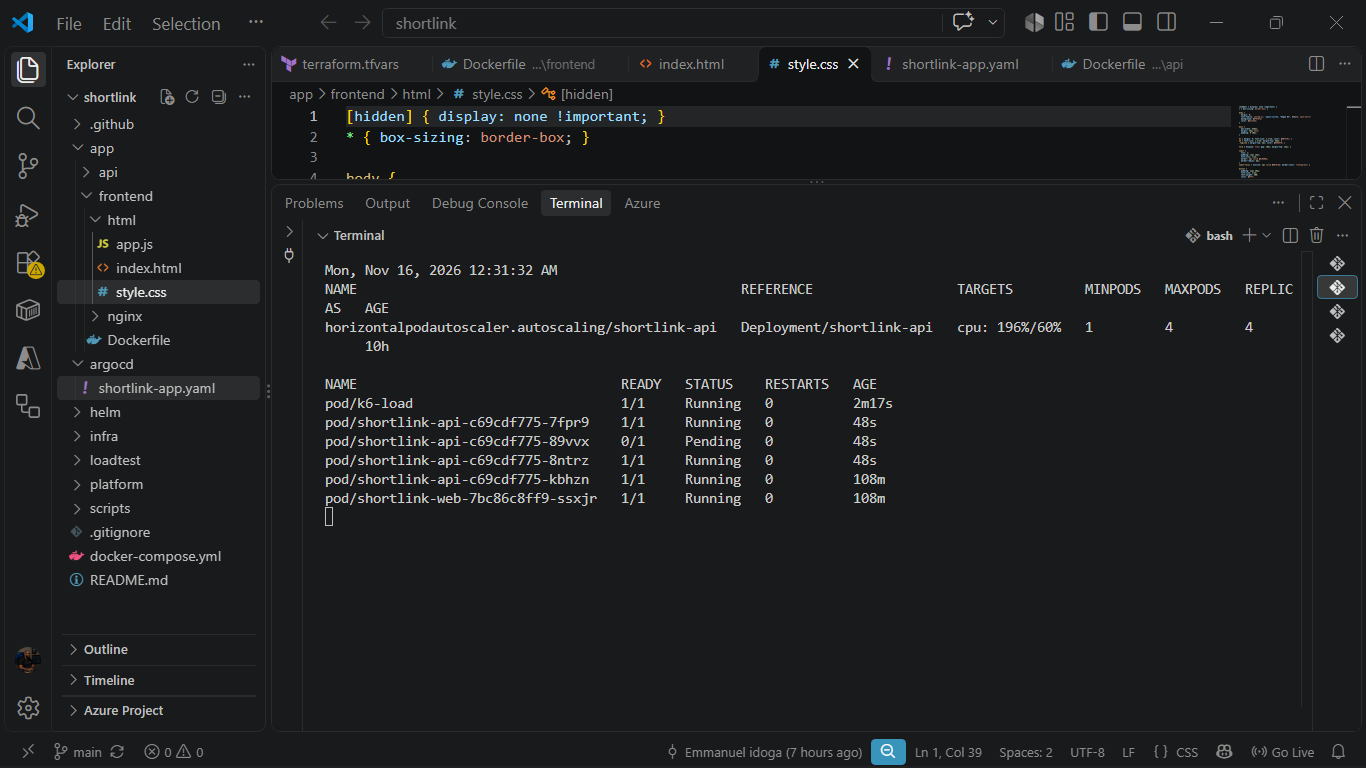 File Edit Selection ···
shortlink
Explorer ···
shortlink ···
.github
app
api
frontend
html
JS app.js
<> index.html
# style.css
nginx
Dockerfile
argocd
! shortlink-app.yaml
helm
infra
loadtest
platform
scripts
.gitignore
docker-compose.yml
README.md
Outline
Timeline
Azure Project
terraform.tfvars
Dockerfile ...\frontend
<> index.html
# style.css
! shortlink-app.yaml
Dockerfile ...\api
···
app > frontend > html > # style.css > [hidden]
1 [hidden] { display: none !important; }
2 * { box-sizing: border-box; }
3
4 body {
Problems Output Debug Console Terminal Azure ···
Terminal
bash ···
Mon, Nov 16, 2026 12:31:32 AM
NAME REFERENCE TARGETS MINPODS MAXPODS REPLIC
AS AGE
horizontalpodautoscaler.autoscaling/shortlink-api Deployment/shortlink-api cpu: 196%/60% 1 4 4
10h
NAME READY STATUS RESTARTS AGE
pod/k6-load 1/1 Running 0 2m17s
pod/shortlink-api-c69cdf775-7fpr9 1/1 Running 0 48s
pod/shortlink-api-c69cdf775-89vvx 0/1 Pending 0 48s
pod/shortlink-api-c69cdf775-8ntrz 1/1 Running 0 48s
pod/shortlink-api-c69cdf775-kbhzn 1/1 Running 0 108m
pod/shortlink-web-7bc86c8ff9-ssxjr 1/1 Running 0 108m
main 0 0 Emmanuel idoga (7 hours ago) Ln 1, Col 39 Spaces: 2 UTF-8 LF {} CSS Go Live